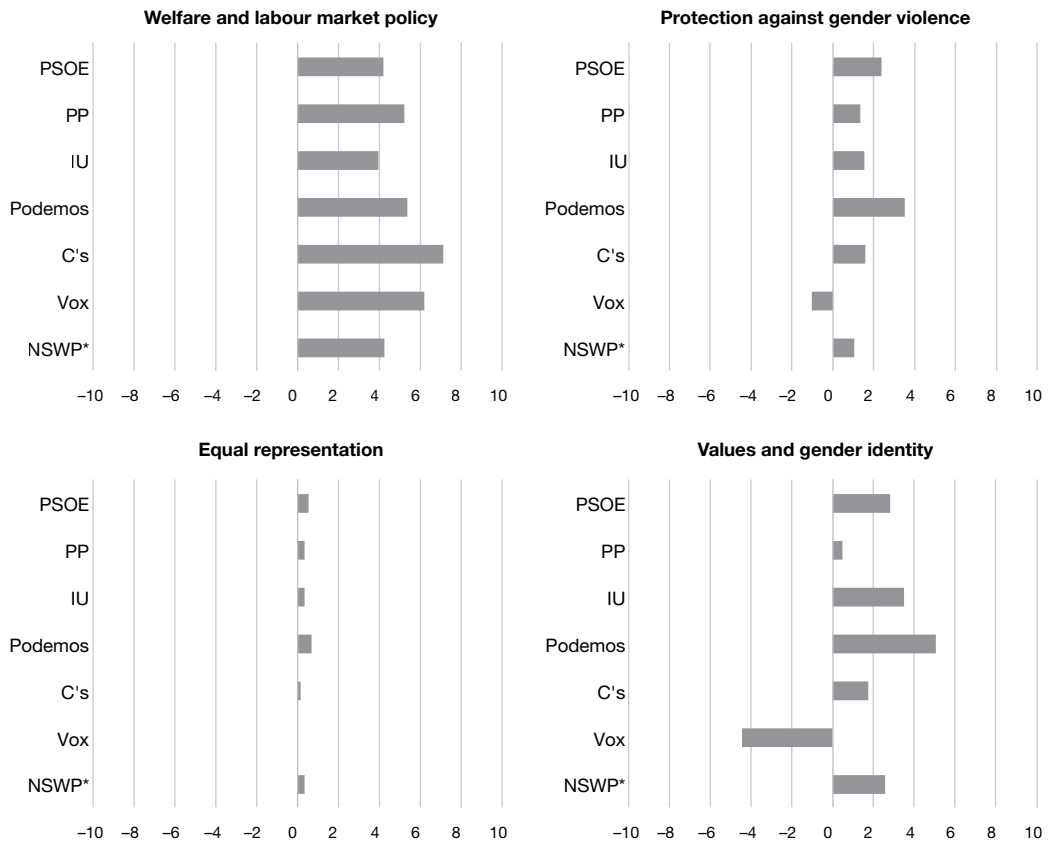 Welfare and labour market policy
PSOE
PP
IU
Podemos
C's
Vox
NSWP*
–10 –8 –6 –4 –2 0 2 4 6 8 10
Protection against gender violence
PSOE
PP
IU
Podemos
C's
Vox
NSWP*
–10 –8 –6 –4 –2 0 2 4 6 8 10
Equal representation
PSOE
PP
IU
Podemos
C's
Vox
NSWP*
–10 –8 –6 –4 –2 0 2 4 6 8 10
Values and gender identity
PSOE
PP
IU
Podemos
C's
Vox
NSWP*
–10 –8 –6 –4 –2 0 2 4 6 8 10